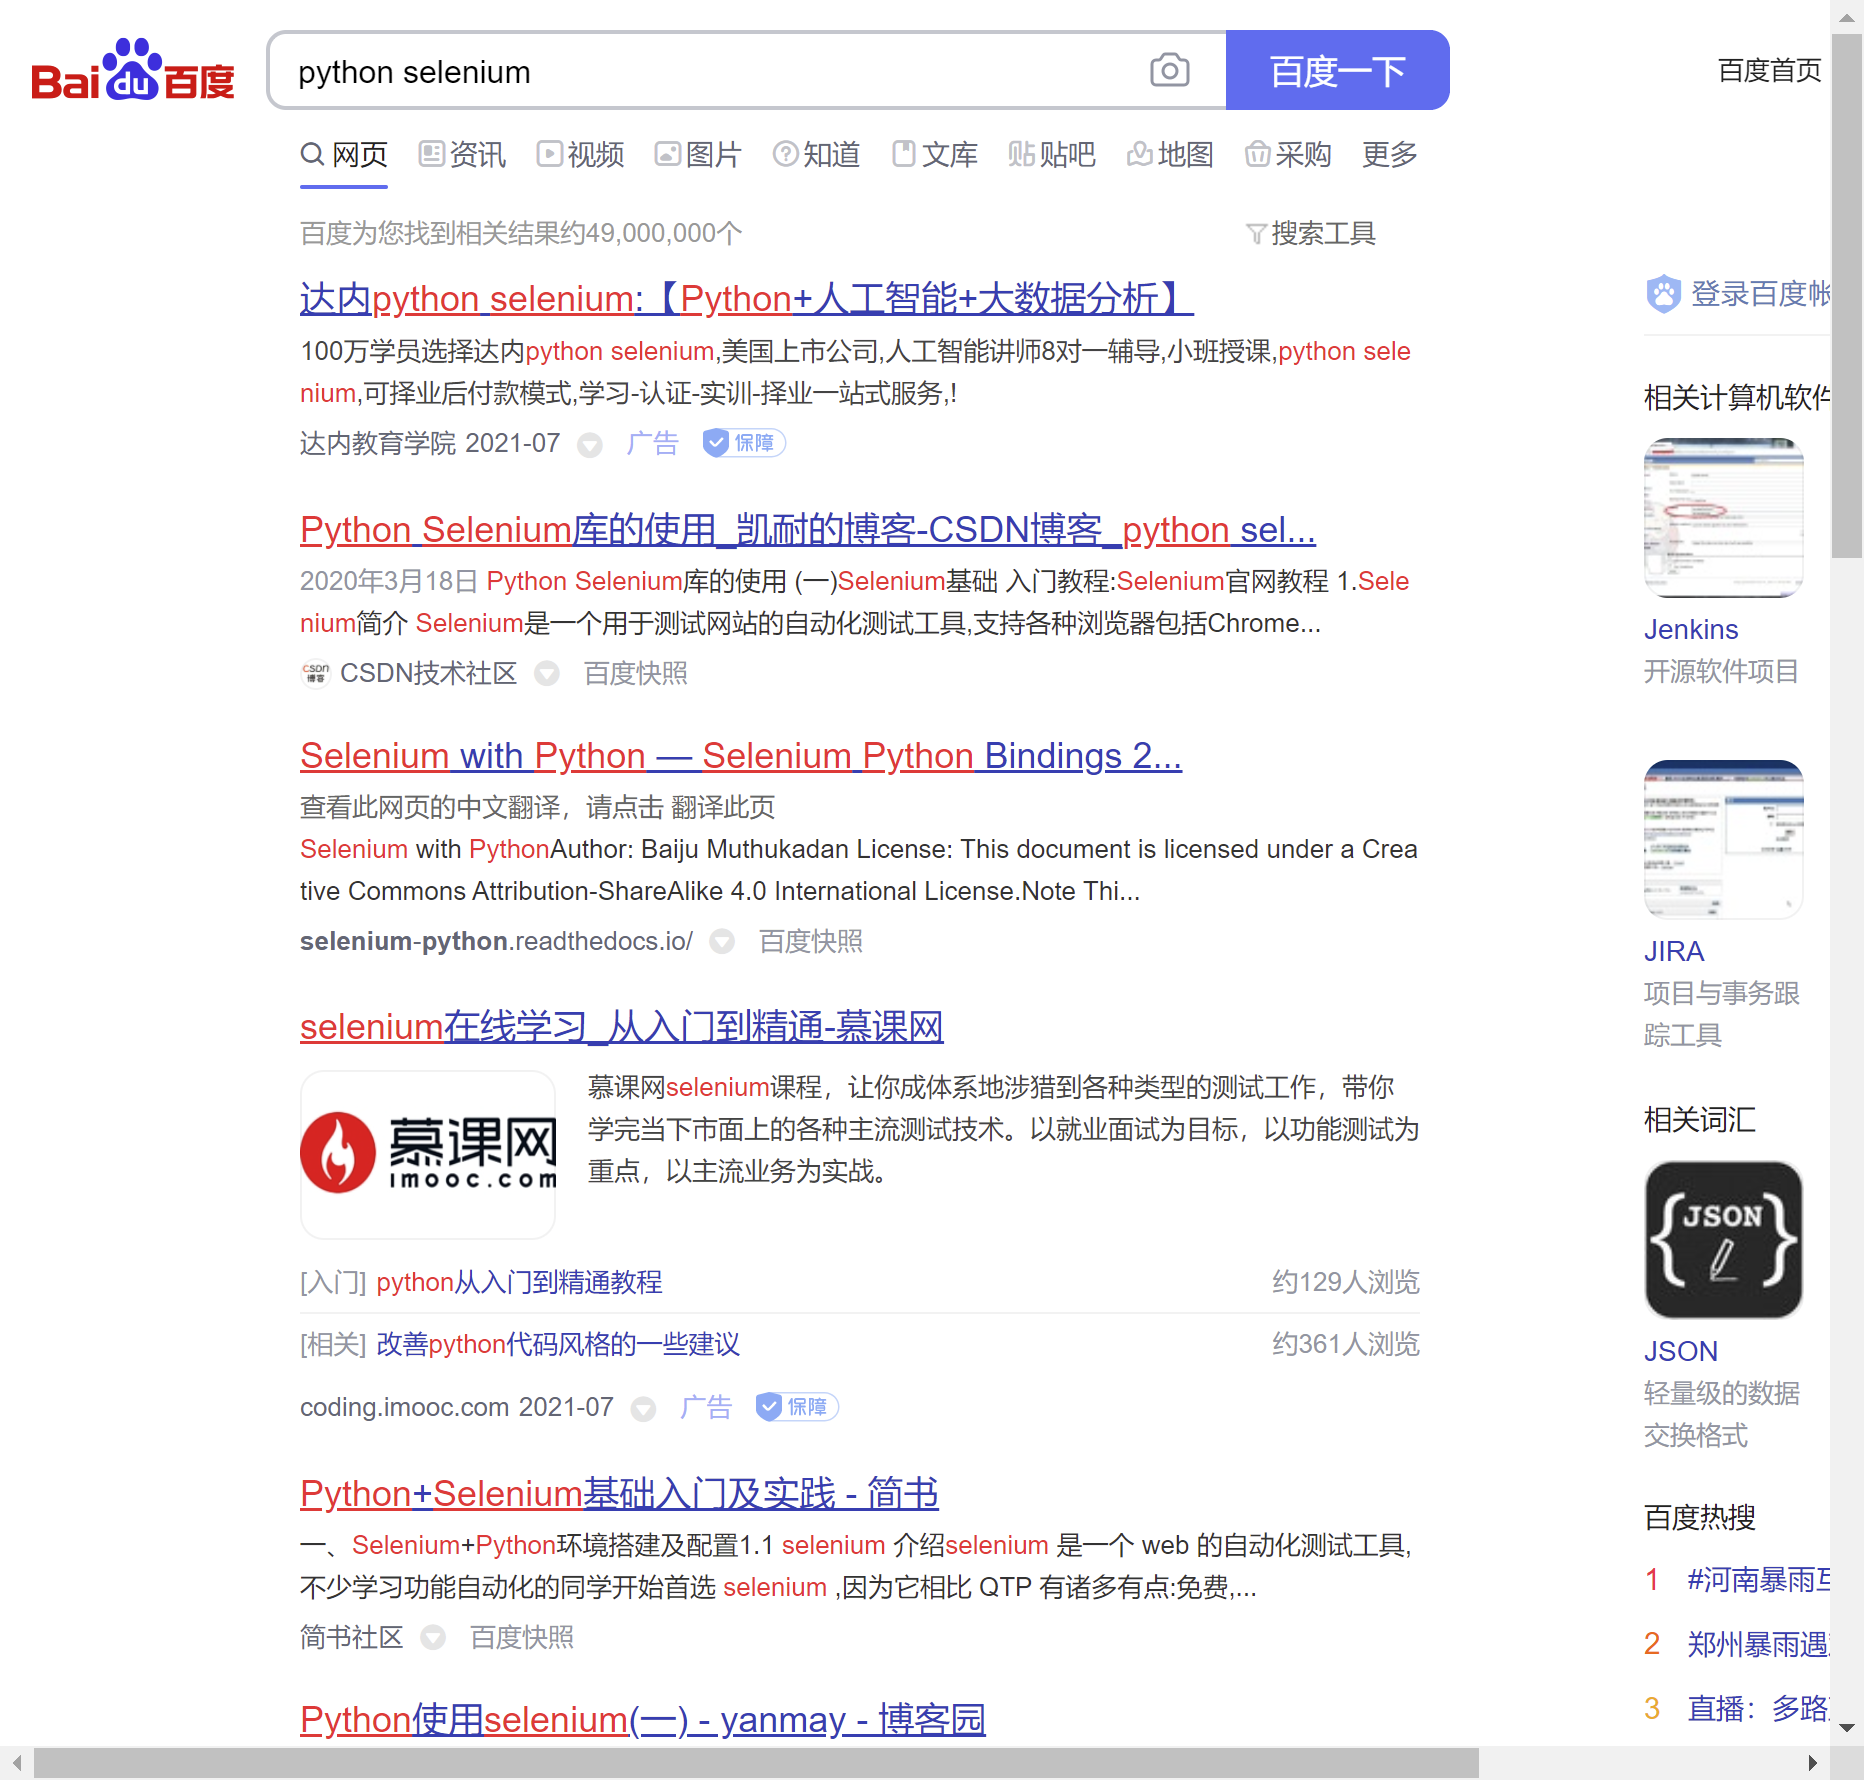 Bai du 百度
python selenium
百度一下
百度首页
网页 资讯 视频 图片 知道 文库 贴吧 地图 采购 更多
百度为您找到相关结果约49,000,000个
搜索工具
达内python selenium:【Python+人工智能+大数据分析】
100万学员选择达内python selenium,美国上市公司,人工智能讲师8对一辅导,小班授课,python sele
nium,可择业后付款模式,学习-认证-实训-择业一站式服务,!
达内教育学院 2021-07 广告 保障
Python Selenium库的使用_凯耐的博客-CSDN博客_python sel...
2020年3月18日 Python Selenium库的使用 (一)Selenium基础 入门教程:Selenium官网教程 1.Sele
nium简介 Selenium是一个用于测试网站的自动化测试工具,支持各种浏览器包括Chrome...
CSDN博客 CSDN技术社区 百度快照
Selenium with Python — Selenium Python Bindings 2...
查看此网页的中文翻译，请点击 翻译此页
Selenium with PythonAuthor: Baiju Muthukadan License: This document is licensed under a Crea
tive Commons Attribution-ShareAlike 4.0 International License.Note Thi...
selenium-python.readthedocs.io/ 百度快照
selenium在线学习_从入门到精通-慕课网
慕课网
imooc.com
慕课网selenium课程，让你成体系地涉猎到各种类型的测试工作，带你
学完当下市面上的各种主流测试技术。以就业面试为目标，以功能测试为
重点，以主流业务为实战。
[入门] python从入门到精通教程 约129人浏览
[相关] 改善python代码风格的一些建议 约361人浏览
coding.imooc.com 2021-07 广告 保障
Python+Selenium基础入门及实践 - 简书
一、Selenium+Python环境搭建及配置1.1 selenium 介绍selenium 是一个 web 的自动化测试工具,
不少学习功能自动化的同学开始首选 selenium ,因为它相比 QTP 有诸多有点:免费,...
简书社区 百度快照
Python使用selenium(一) - yanmay - 博客园
登录百度帐
相关计算机软件
Jenkins
开源软件项目
JIRA
项目与事务跟
踪工具
相关词汇
JSON
JSON
轻量级的数据
交换格式
百度热搜
1 #河南暴雨互
2 郑州暴雨遇
3 直播：多路